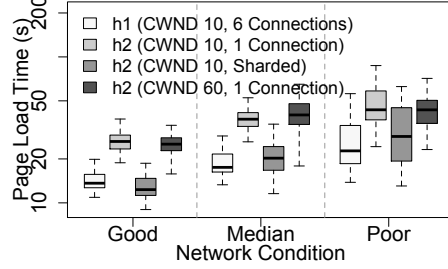 Page Load Time (s)
200
50
20
10
h1 (CWND 10, 6 Connections)
h2 (CWND 10, 1 Connection)
h2 (CWND 10, Sharded)
h2 (CWND 60, 1 Connection)
Good
Median
Poor
Network Condition